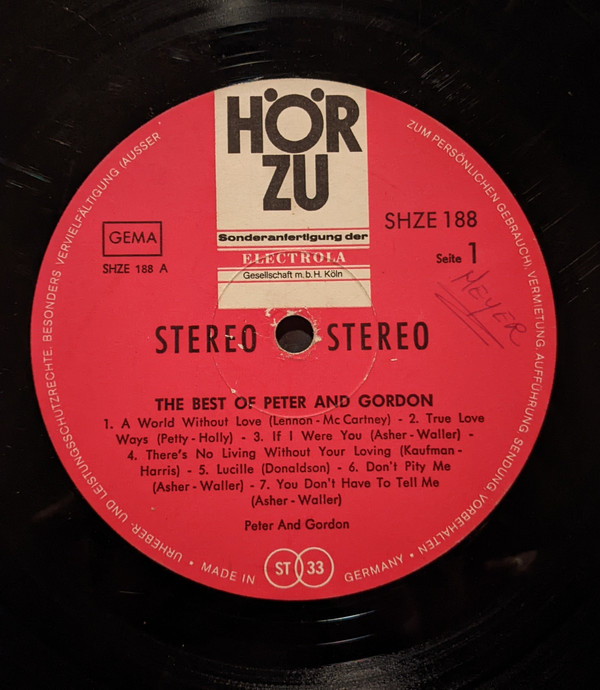 HÖR
ZU
Sonderanfertigung der
ELECTROLA
Gesellschaft m.b.H. Köln
GEMA
SHZE 188 A
SHZE 188
Seite 1
MEYER
STEREO STEREO
THE BEST OF PETER AND GORDON
1. A World Without Love (Lennon - Mc Cartney) - 2. True Love
Ways (Petty - Holly) - 3. If I Were You (Asher - Waller) -
4. There's No Living Without Your Loving (Kaufman -
Harris) - 5. Lucille (Donaldson) - 6. Don't Pity Me
(Asher - Waller) - 7. You Don't Have To Tell Me
(Asher - Waller)
Peter And Gordon
URHEBER- UND LEISTUNGSSCHUTZRECHTE, BESONDERS VERVIELFÄLTIGUNG (AUSSER
ZUM PERSÖNLICHEN GEBRAUCH), VERMIETUNG, AUFFÜHRUNG, SENDUNG, VORBEHALTEN
• MADE IN ST 33 GERMANY •